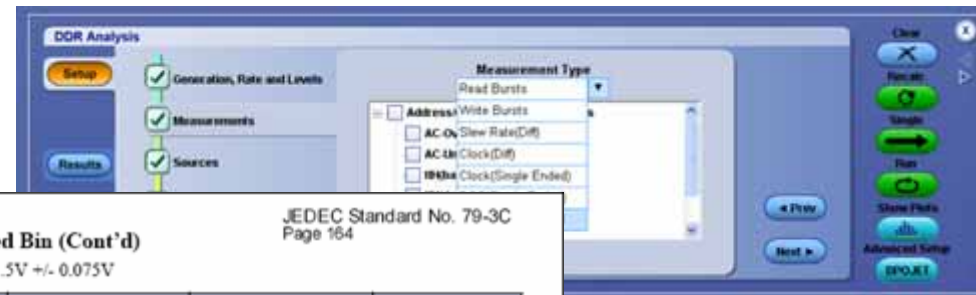 DDR Analysis
Setup
Results
Generation, Rate and Levels
Measurements
Sources
Measurement Type
Read Bursts
Write Bursts
Slew Rate(Diff)
Clock(Diff)
Clock(Single Ended)
Address
AC-Ov
AC-Un
Prev
Next
Clear
X
Recalc
Single
Run
Show Plots
Advanced Setup
DPOJET
JEDEC Standard No. 79-3C
Page 164
d Bin (Cont'd)
.5V +/- 0.075V